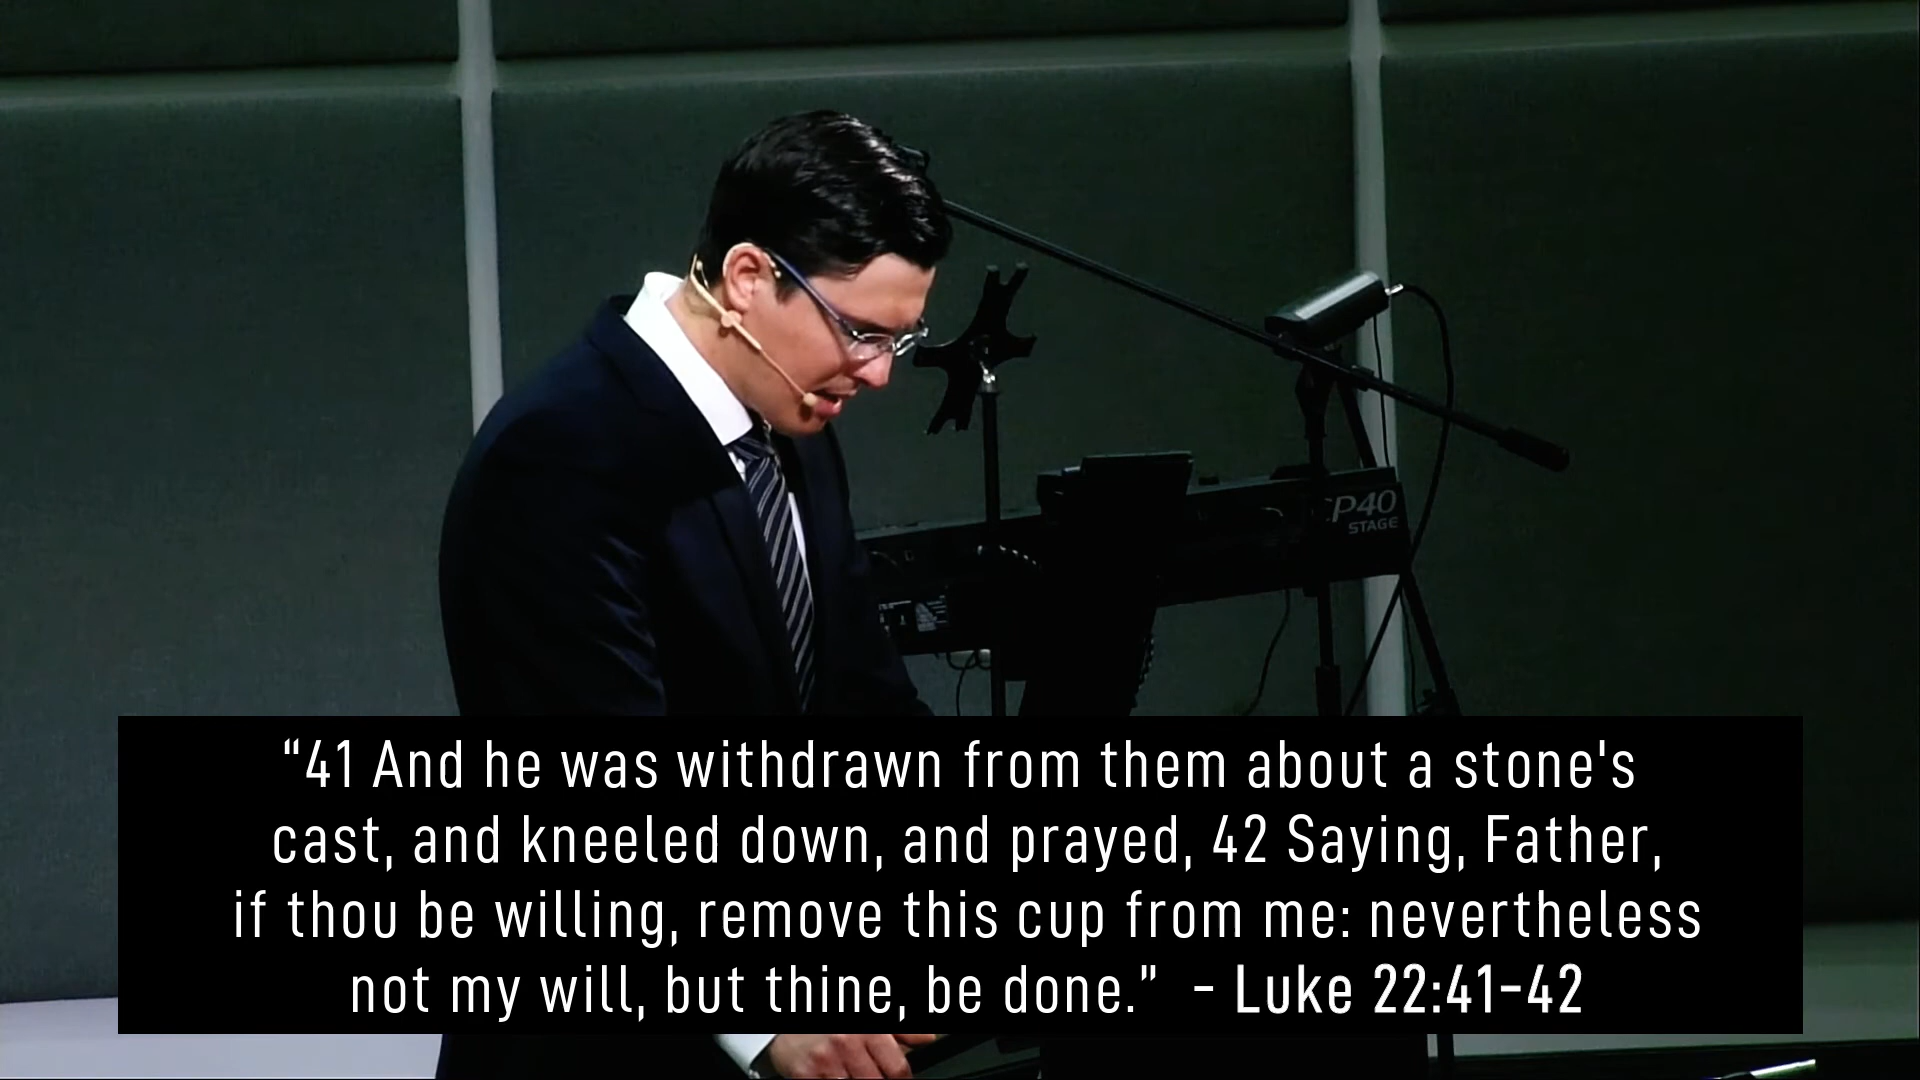 CP40
STAGE
“41 And he was withdrawn from them about a stone's
cast, and kneeled down, and prayed, 42 Saying, Father,
if thou be willing, remove this cup from me: nevertheless
not my will, but thine, be done.” - Luke 22:41-42